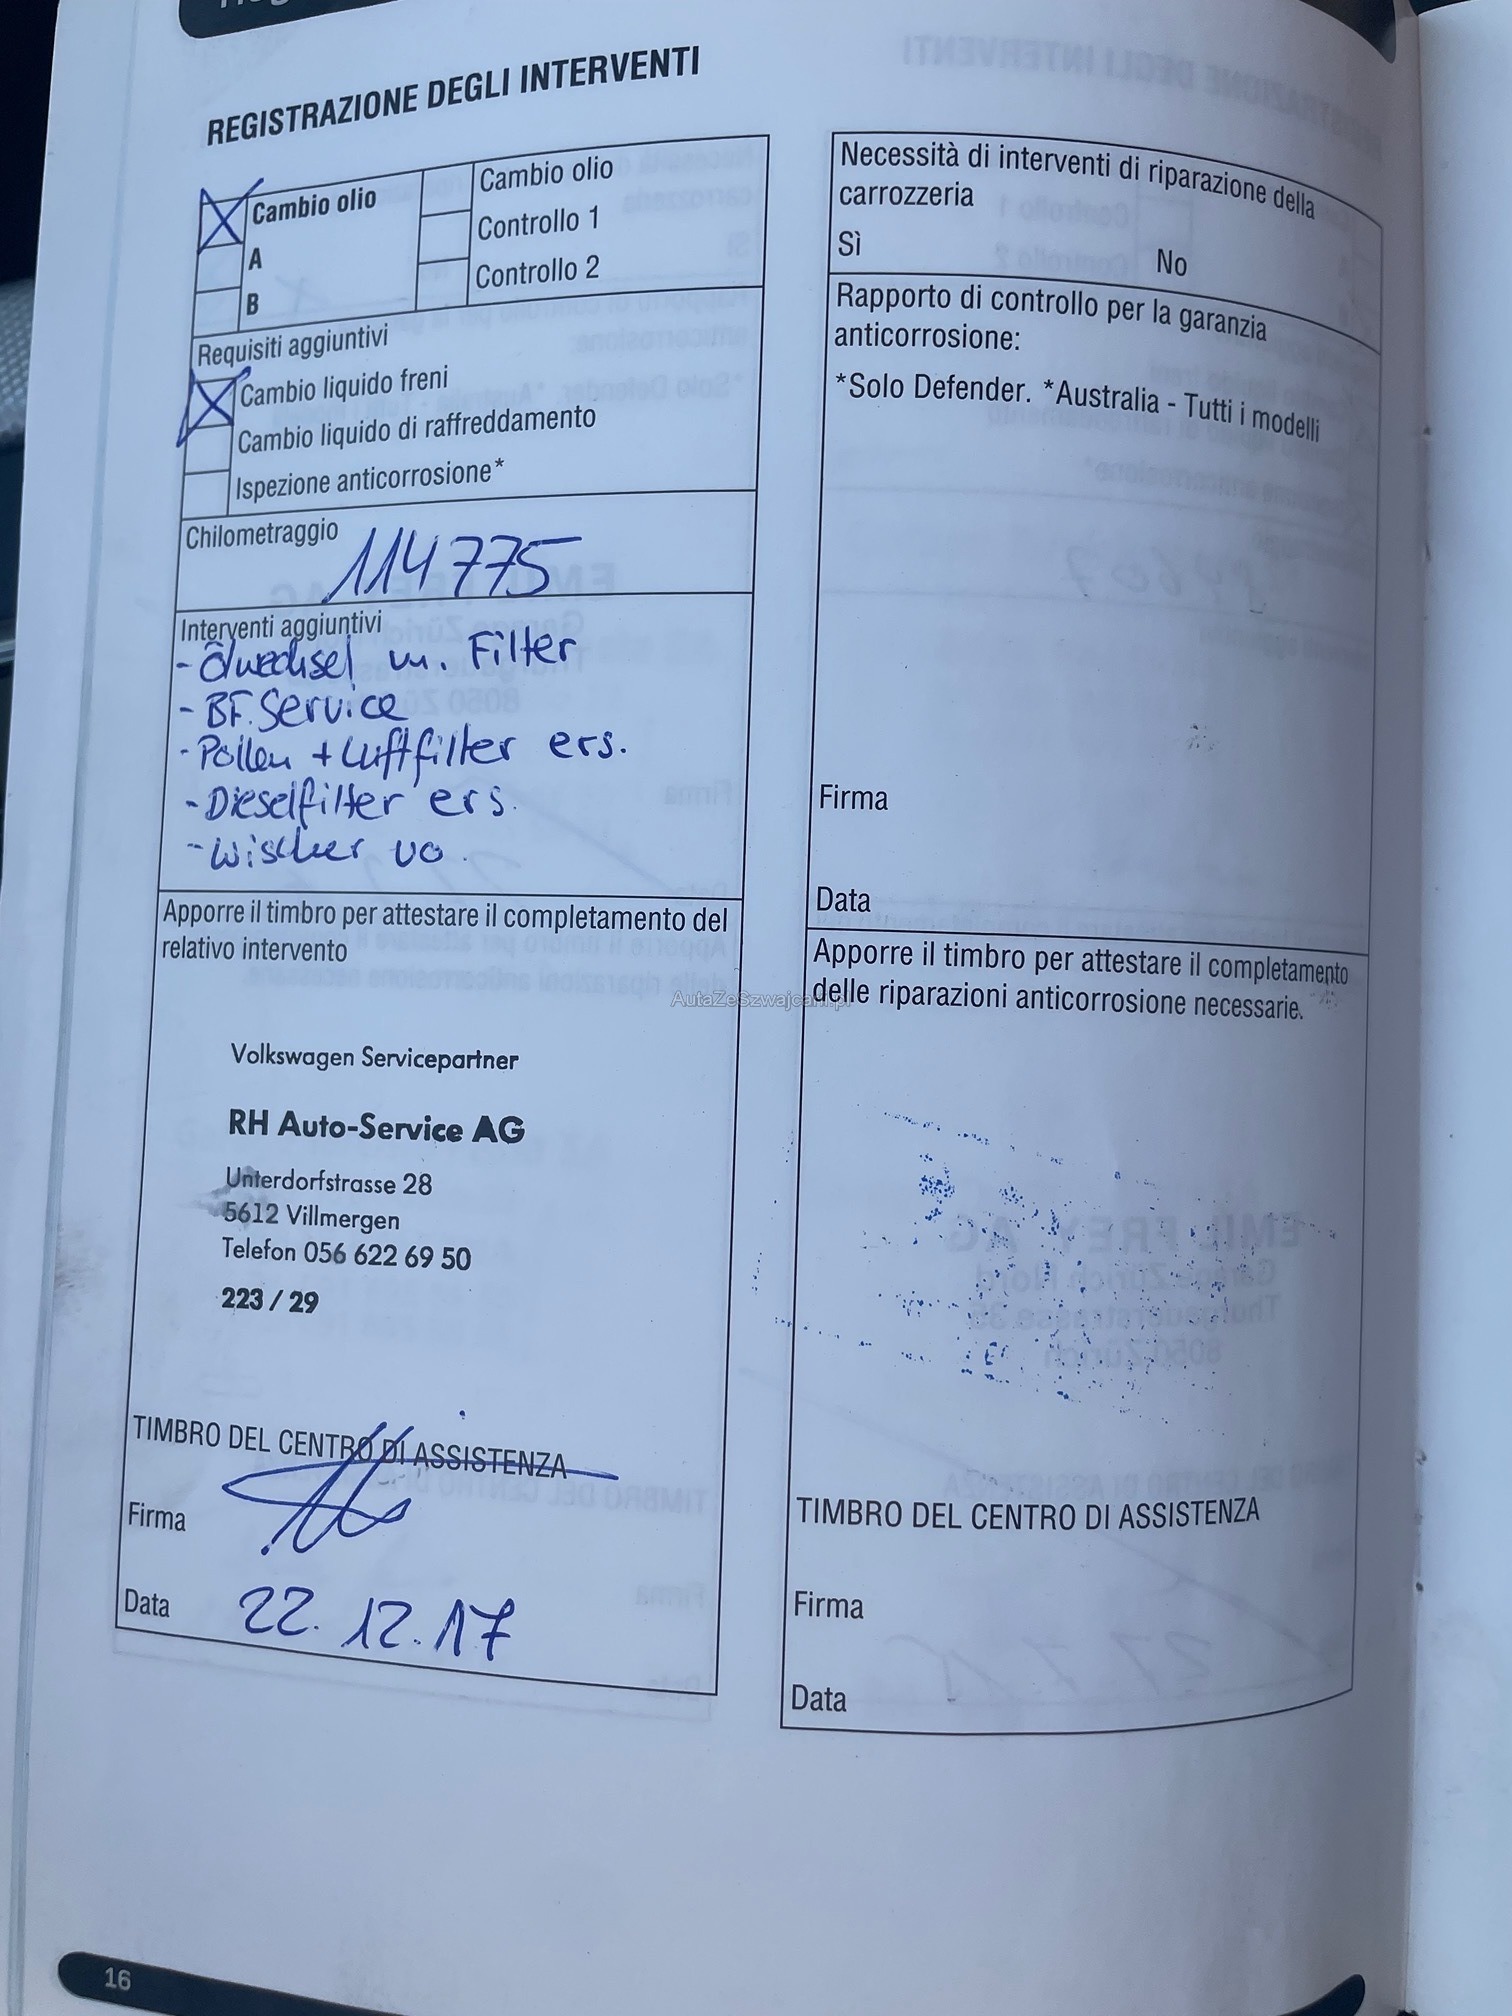 REGISTRAZIONE DEGLI INTERVENTI
Cambio olio
A
B
Cambio olio
Controllo 1
Controllo 2
Requisiti aggiuntivi
Cambio liquido freni
Cambio liquido di raffreddamento
Ispezione anticorrosione*
Chilometraggio 114775
Interventi aggiuntivi
- Ölwechsel m. Filter
- BF. Service
- Pollen + Luftfilter ers.
- Dieselfilter ers.
- Wischer vo.
Apporre il timbro per attestare il completamento del
relativo intervento
Volkswagen Servicepartner
RH Auto-Service AG
Unterdorfstrasse 28
5612 Villmergen
Telefon 056 622 69 50
223 / 29
TIMBRO DEL CENTRO DI ASSISTENZA
Firma
Data 22.12.17
Necessità di interventi di riparazione della
carrozzeria
Sì No
Rapporto di controllo per la garanzia
anticorrosione:
*Solo Defender. *Australia - Tutti i modelli
Firma
Data
Apporre il timbro per attestare il completamento
delle riparazioni anticorrosione necessarie.
TIMBRO DEL CENTRO DI ASSISTENZA
Firma
Data
AutaZeSzwajcarii.pl
16